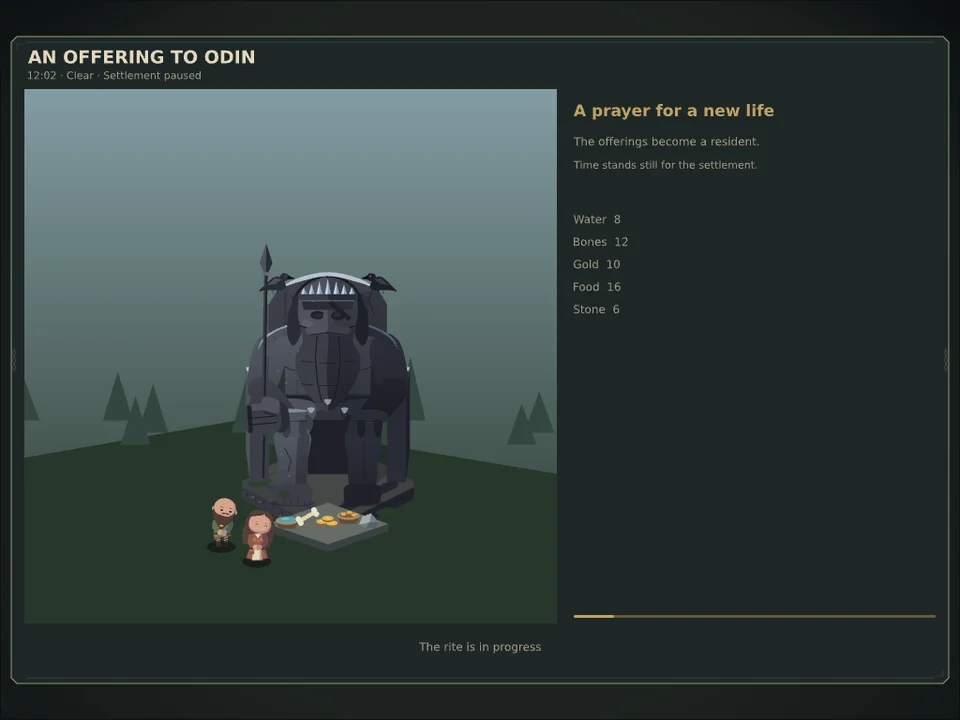 AN OFFERING TO ODIN
12:02 · Clear · Settlement paused
A prayer for a new life
The offerings become a resident.
Time stands still for the settlement.
Water 8
Bones 12
Gold 10
Food 16
Stone 6
The rite is in progress